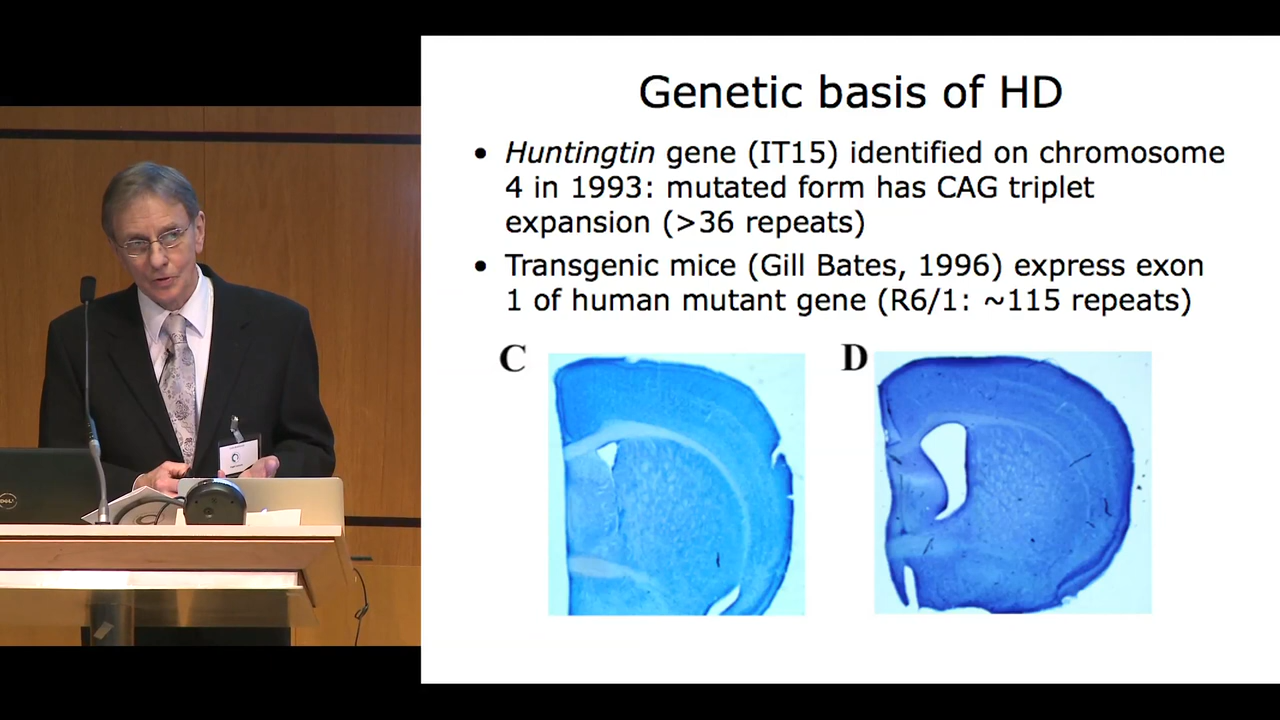 Genetic basis of HD
• Huntingtin gene (IT15) identified on chromosome
4 in 1993: mutated form has CAG triplet
expansion (>36 repeats)
• Transgenic mice (Gill Bates, 1996) express exon
1 of human mutant gene (R6/1: ~115 repeats)
C
D
DELL